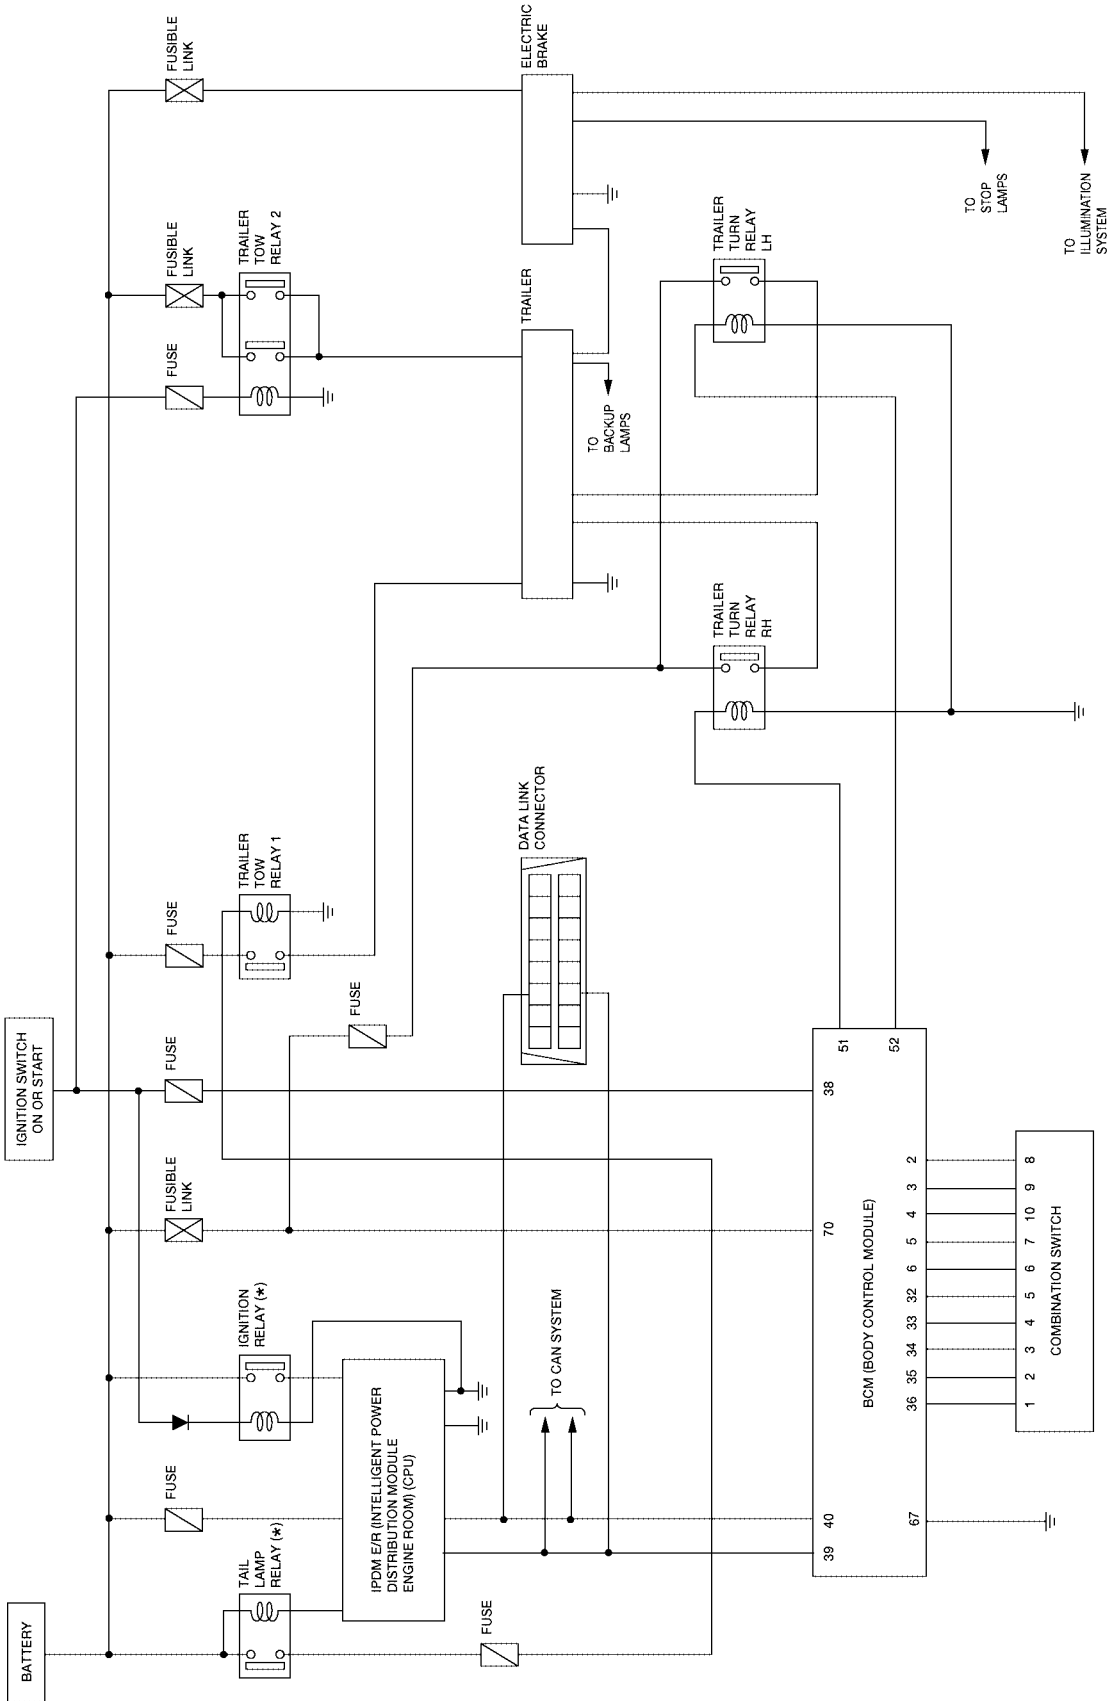 BATTERY
IGNITION SWITCH
ON OR START
TAIL
LAMP
RELAY (*)
FUSE
IGNITION
RELAY (*)
FUSIBLE
LINK
FUSE
FUSE
TRAILER
TOW
RELAY 1
FUSE
FUSIBLE
LINK
TRAILER
TOW
RELAY 2
FUSIBLE
LINK
FUSE
IPDM E/R (INTELLIGENT POWER
DISTRIBUTION MODULE
ENGINE ROOM) (CPU)
FUSE
TO CAN SYSTEM
DATA LINK
CONNECTOR
TRAILER
ELECTRIC
BRAKE
TO
BACKUP
LAMPS
TRAILER
TURN
RELAY
RH
TRAILER
TURN
RELAY
LH
TO
STOP
LAMPS
TO
ILLUMINATION
SYSTEM
39 40 70 38
51
52
BCM (BODY CONTROL MODULE)
67 36 35 34 33 32 6 5 4 3 2
1 2 3 4 5 6 7 10 9 8
COMBINATION SWITCH